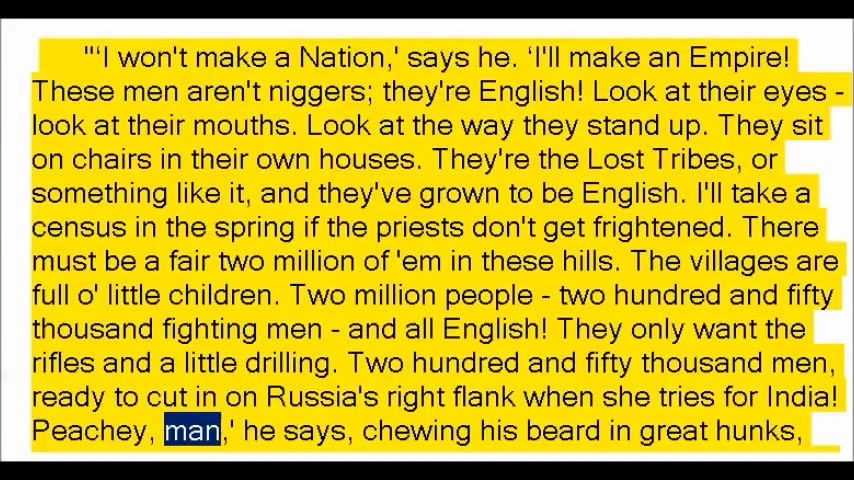 "‘I won't make a Nation,' says he. ‘I'll make an Empire!
These men aren't niggers; they're English! Look at their eyes -
look at their mouths. Look at the way they stand up. They sit
on chairs in their own houses. They're the Lost Tribes, or
something like it, and they've grown to be English. I'll take a
census in the spring if the priests don't get frightened. There
must be a fair two million of 'em in these hills. The villages are
full o' little children. Two million people - two hundred and fifty
thousand fighting men - and all English! They only want the
rifles and a little drilling. Two hundred and fifty thousand men,
ready to cut in on Russia's right flank when she tries for India!
Peachey, man,' he says, chewing his beard in great hunks,